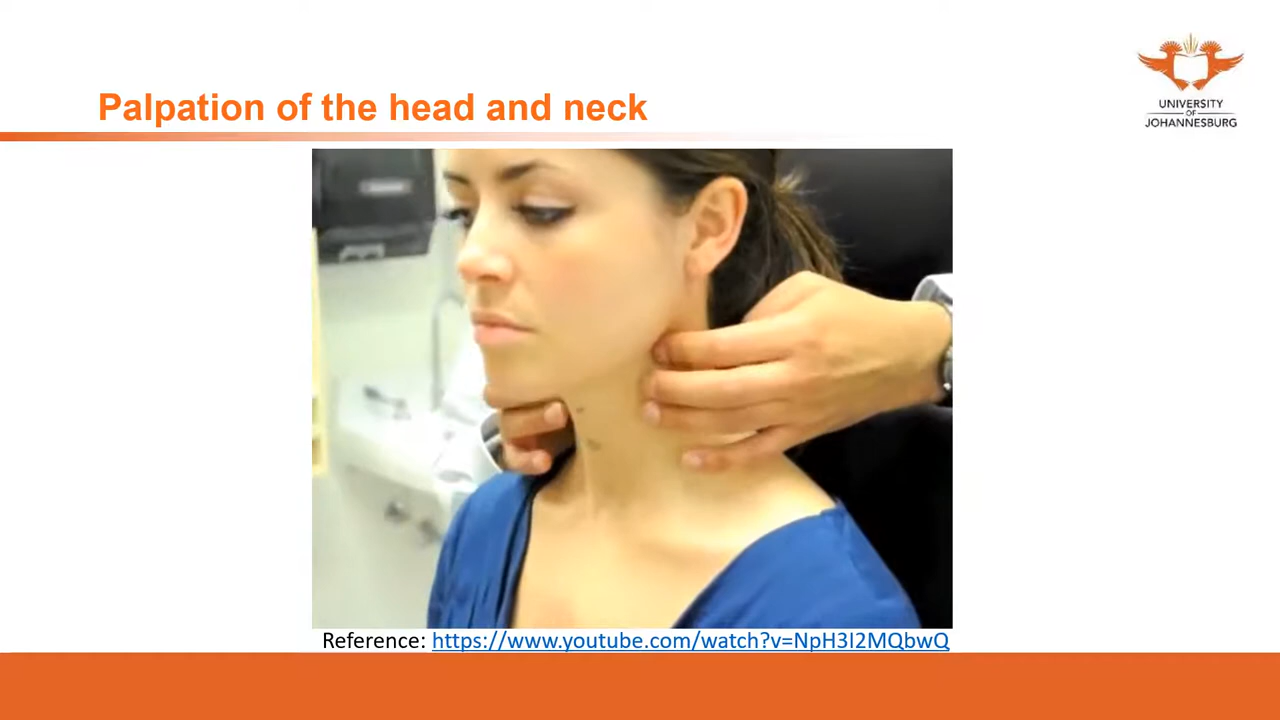 Palpation of the head and neck
UNIVERSITY
OF
JOHANNESBURG
Reference: https://www.youtube.com/watch?v=NpH3I2MQbwQ